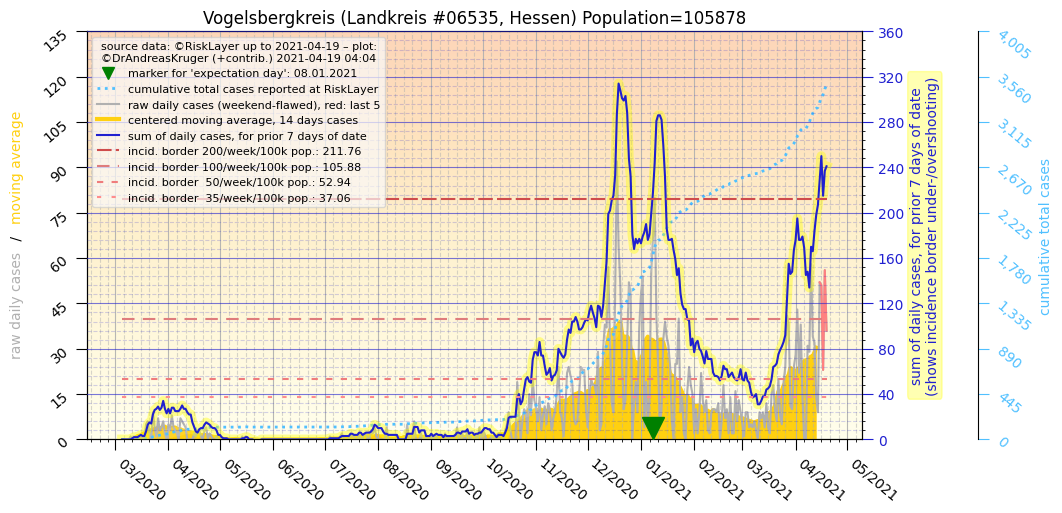 Vogelsbergkreis (Landkreis #06535, Hessen) Population=105878
source data: ©RiskLayer up to 2021-04-19 – plot:
©DrAndreasKruger (+contrib.) 2021-04-19 04:04
marker for 'expectation day': 08.01.2021
cumulative total cases reported at RiskLayer
raw daily cases (weekend-flawed), red: last 5
centered moving average, 14 days cases
sum of daily cases, for prior 7 days of date
incid. border 200/week/100k pop.: 211.76
incid. border 100/week/100k pop.: 105.88
incid. border  50/week/100k pop.: 52.94
incid. border  35/week/100k pop.: 37.06
raw daily cases / moving average
135
120
105
90
75
60
45
30
15
0
03/2020
04/2020
05/2020
06/2020
07/2020
08/2020
09/2020
10/2020
11/2020
12/2020
01/2021
02/2021
03/2021
04/2021
05/2021
360
320
280
240
200
160
120
80
40
0
sum of daily cases, for prior 7 days of date
(shows incidence border under-/overshooting)
4,005
3,560
3,115
2,670
2,225
1,780
1,335
890
445
0
cumulative total cases